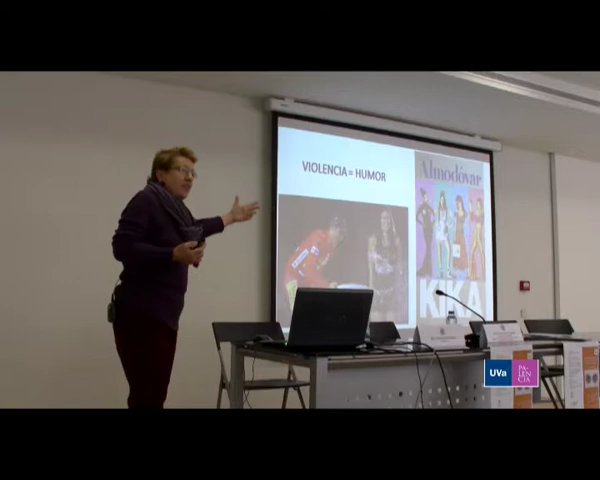 VIOLENCIA = HUMOR
Almodóvar
KIKA
UVa
PA-
LEN
CIA